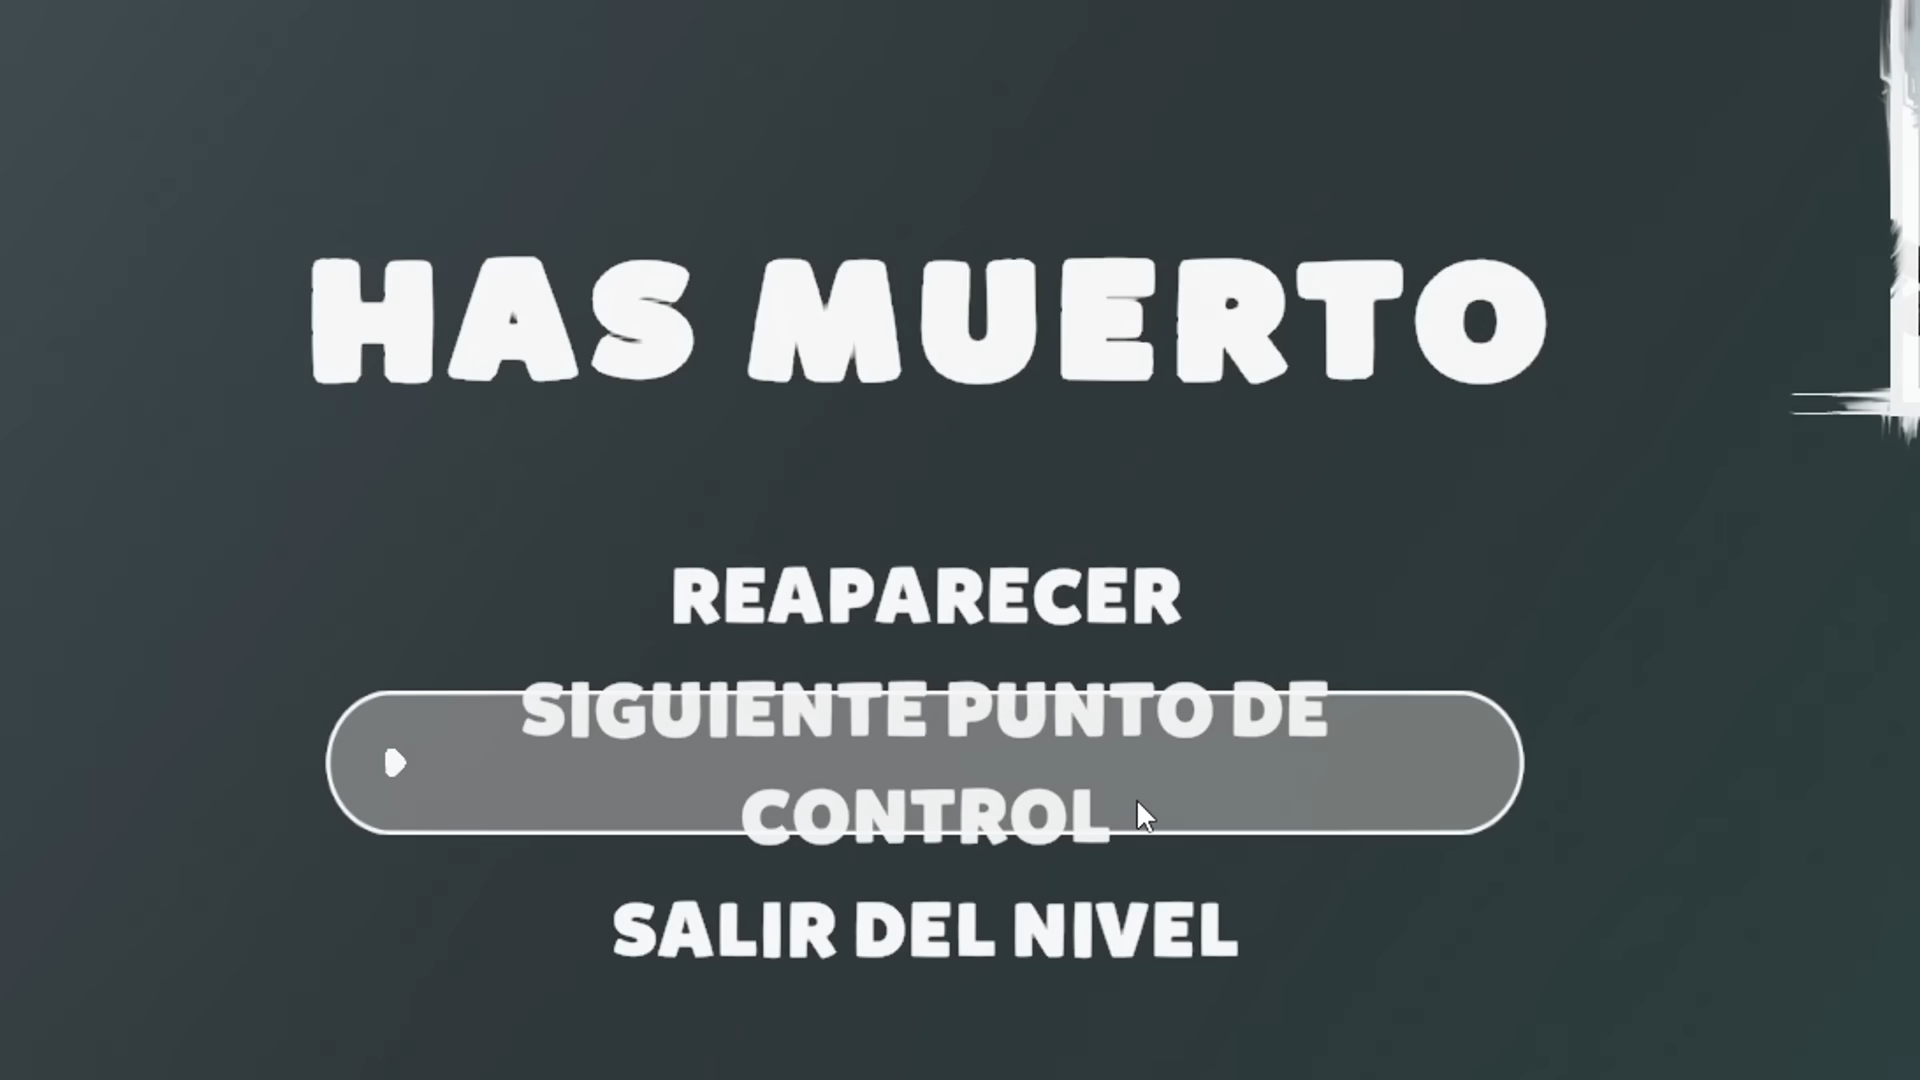 HAS MUERTO
REAPARECER
SIGUIENTE PUNTO DE
CONTROL
SALIR DEL NIVEL